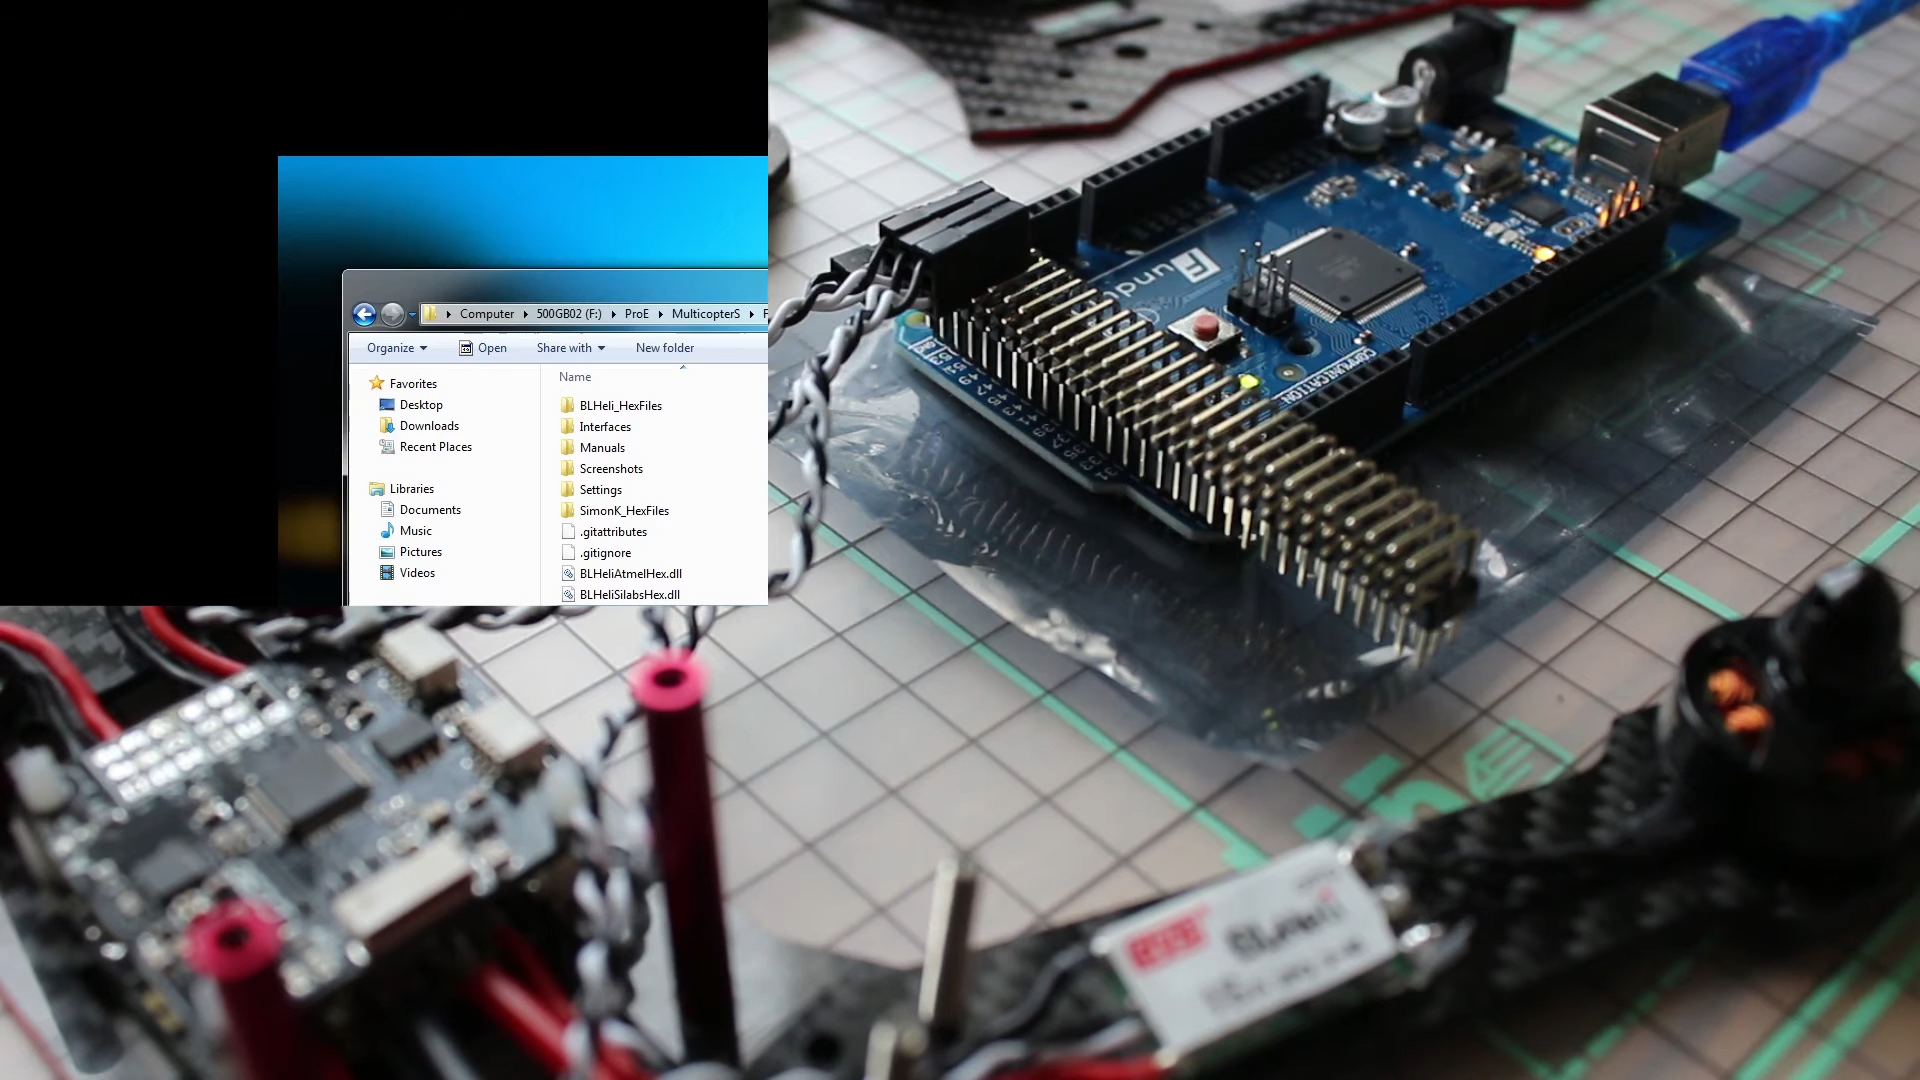 Computer 500GB02 (F:) ProE MulticopterS
Organize Open Share with New folder
Favorites
Desktop
Downloads
Recent Places
Libraries
Documents
Music
Pictures
Videos
Name
BLHeli_HexFiles
Interfaces
Manuals
Screenshots
Settings
SimonK_HexFiles
.gitattributes
.gitignore
BLHeliAtmelHex.dll
BLHeliSilabsHex.dll
COMMUNICATION